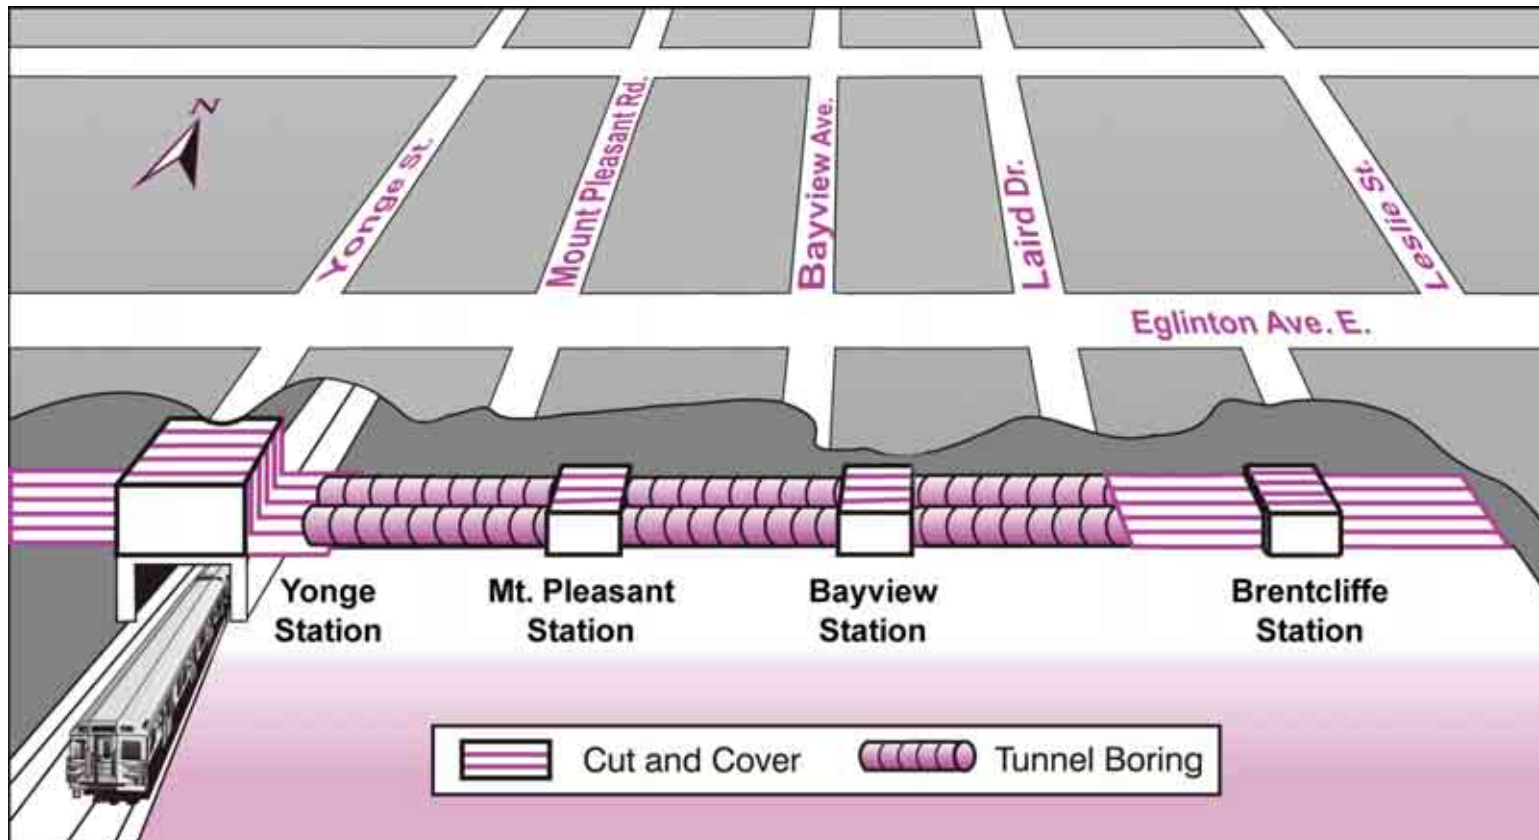 N
Yonge St.
Mount Pleasant Rd.
Bayview Ave.
Laird Dr.
Leslie St.
Eglinton Ave. E.
Yonge
Station
Mt. Pleasant
Station
Bayview
Station
Brentcliffe
Station
Cut and Cover
Tunnel Boring